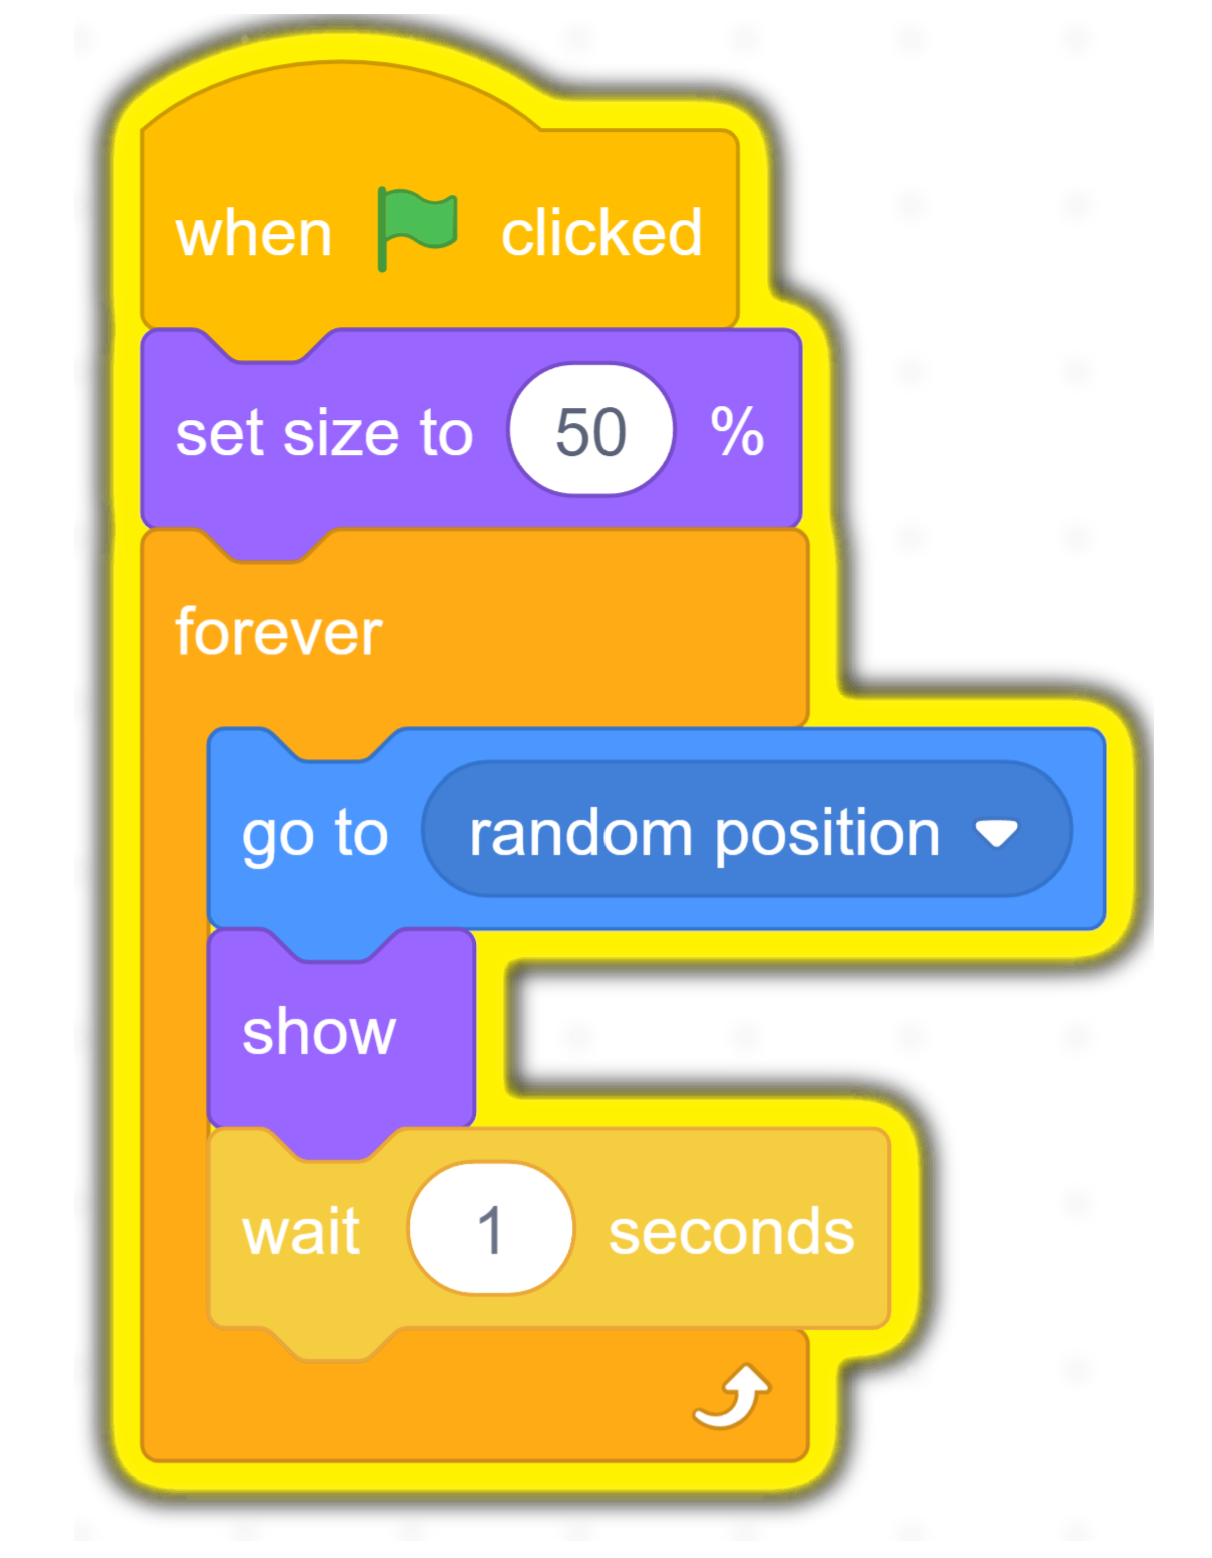 when clicked
set size to 50 %
forever
go to random position
show
wait 1 seconds